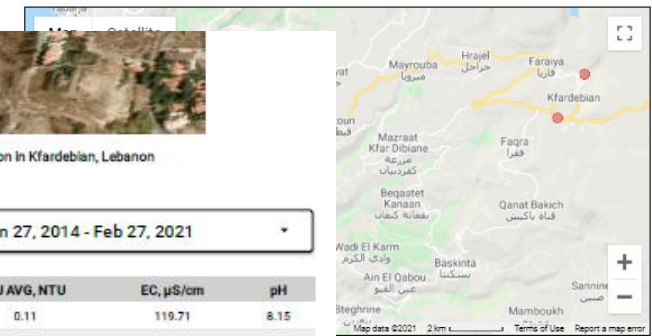 Map
Satellite
on in Kfardebian, Lebanon
n 27, 2014 - Feb 27, 2021
AVG, NTU EC, µS/cm pH
0.11 119.71 8.15
Mayrouba
ميروبا
Hrajel
حراجل
Faraiya
فاريا
Kfardebian
Mazraat
Kfar Dibiane
مزرعة
كفردبيان
Faqra
فقرا
Beqaatet
Kanaan
بقعاتة كنعان
Qanat Bakich
قناة باكيش
Wadi El Karm
وادي الكرم
Baskinta
بسكنتا
Ain El Qabou
عين القبو
Sannine
صنين
Bteghrine
Mamboukh
Map data ©2021 2 km Terms of Use Report a map error